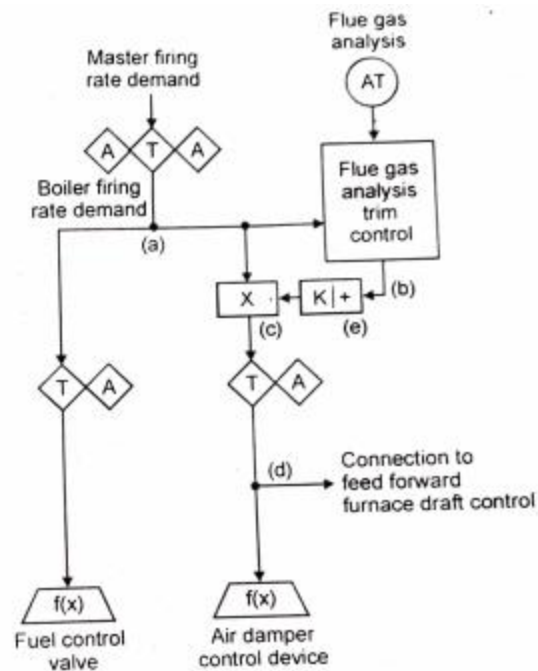 Flue gas
analysis
Master firing
rate demand
AT
A T A
Flue gas
analysis
trim
control
Boiler firing
rate demand
(a)
(b)
X
K|+
(c)
(e)
T A
T A
(d)
Connection to
feed forward
furnace draft control
f(x)
f(x)
Fuel control
valve
Air damper
control device